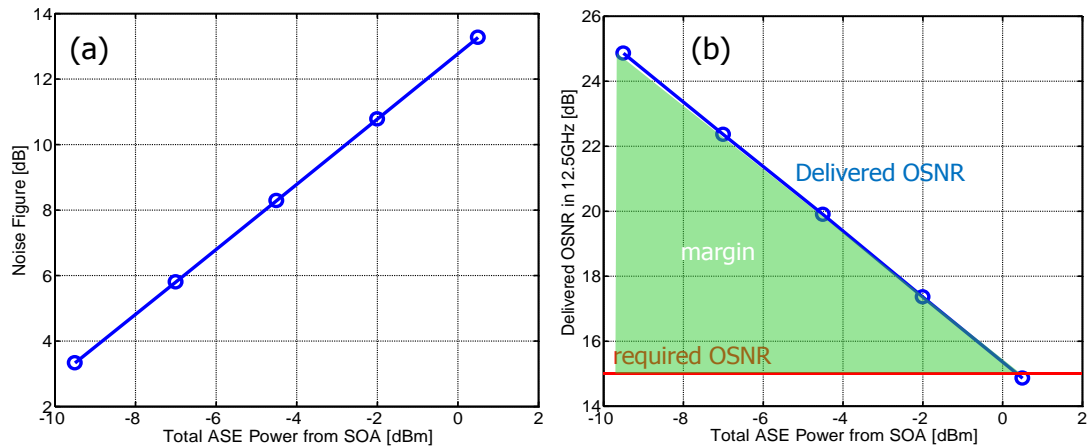 (a)
Noise Figure [dB]
14
12
10
8
6
4
2
-10 -8 -6 -4 -2 0 2
Total ASE Power from SOA [dBm]
(b)
Delivered OSNR in 12.5GHz [dB]
26
24
22
20
18
16
14
Delivered OSNR
margin
required OSNR
-10 -8 -6 -4 -2 0 2
Total ASE Power from SOA [dBm]